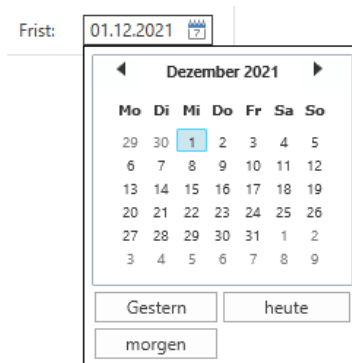 Frist: 01.12.2021 7
Dezember 2021
Mo Di Mi Do Fr Sa So
29 30 1 2 3 4 5
6 7 8 9 10 11 12
13 14 15 16 17 18 19
20 21 22 23 24 25 26
27 28 29 30 31 1 2
3 4 5 6 7 8 9
Gestern heute
morgen